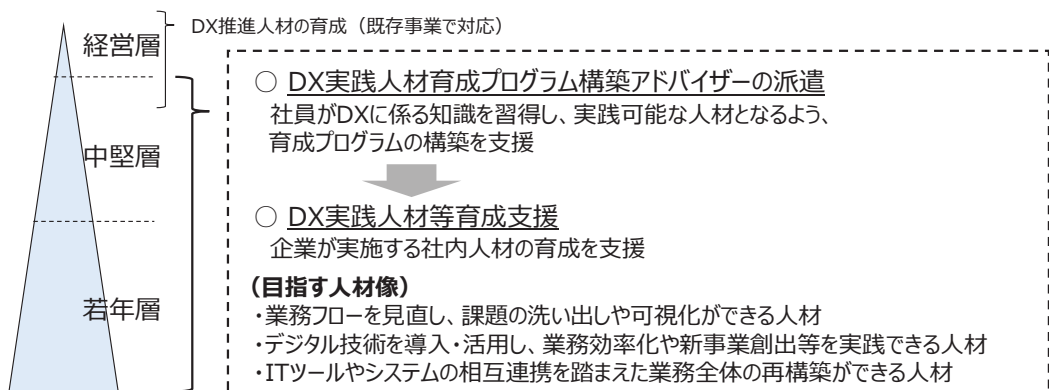 DX推進人材の育成（既存事業で対応）
経営層
中堅層
若年層
○ DX実践人材育成プログラム構築アドバイザーの派遣
社員がDXに係る知識を習得し、実践可能な人材となるよう、
育成プログラムの構築を支援
○ DX実践人材等育成支援
企業が実施する社内人材の育成を支援
（目指す人材像）
・業務フローを見直し、課題の洗い出しや可視化ができる人材
・デジタル技術を導入・活用し、業務効率化や新事業創出等を実践できる人材
・ITツールやシステムの相互連携を踏まえた業務全体の再構築ができる人材